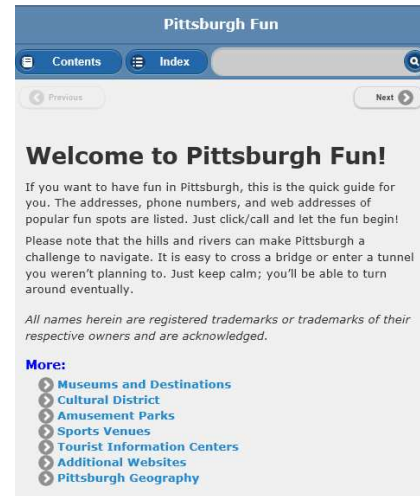 Pittsburgh Fun
Contents Index
Previous Next
Welcome to Pittsburgh Fun!
If you want to have fun in Pittsburgh, this is the quick guide for
you. The addresses, phone numbers, and web addresses of
popular fun spots are listed. Just click/call and let the fun begin!
Please note that the hills and rivers can make Pittsburgh a
challenge to navigate. It is easy to cross a bridge or enter a tunnel
you weren't planning to. Just keep calm; you'll be able to turn
around eventually.
All names herein are registered trademarks or trademarks of their
respective owners and are acknowledged.
More:
Museums and Destinations
Cultural District
Amusement Parks
Sports Venues
Tourist Information Centers
Additional Websites
Pittsburgh Geography